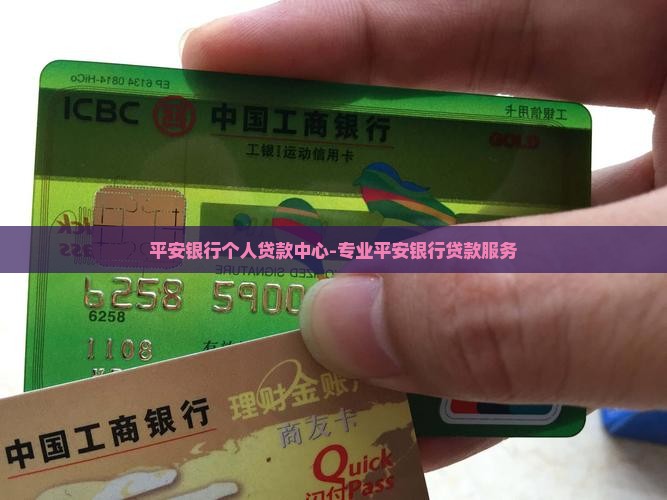 EP 6134 0814-HiCo
工银信用卡
ICBC 中国工商银行
GOLD
工银i运动信用卡
平安银行个人贷款中心-专业平安银行贷款服务
SIGNATURE
6258 5900
6258
1108
理财金账户
中国工商银行
商友卡
Quick
闪付Pass